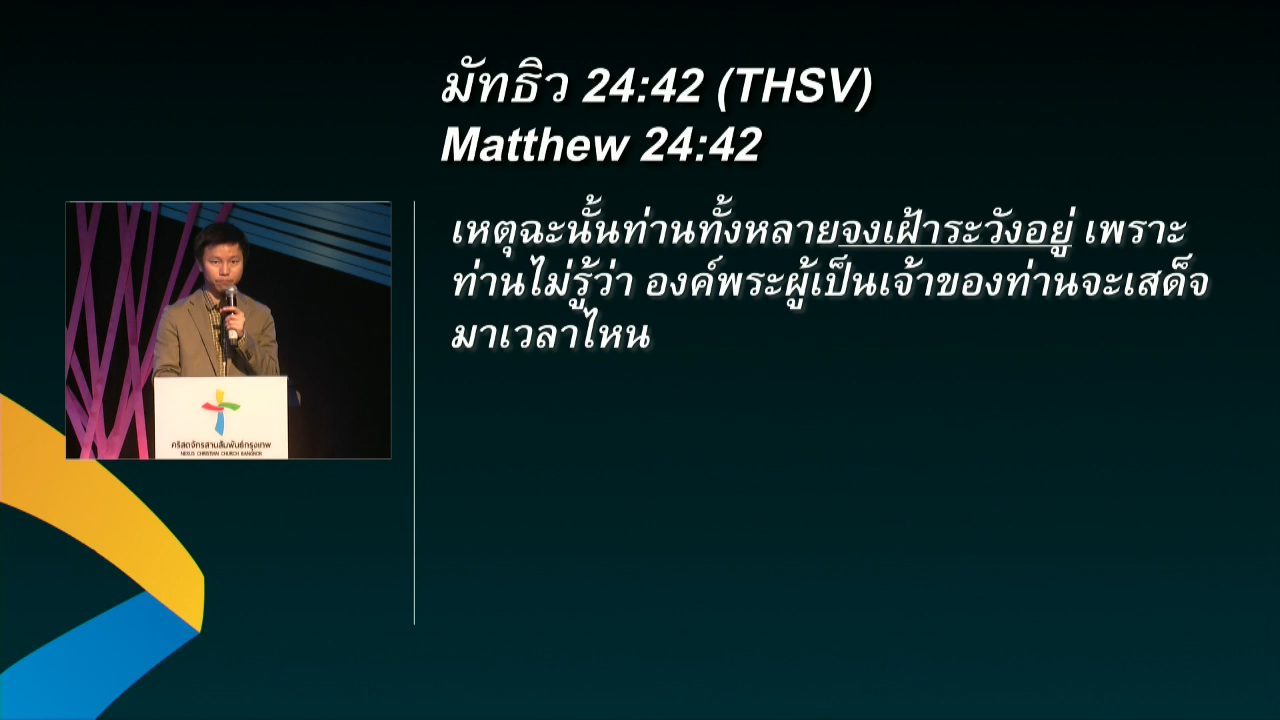 มัทธิว 24:42 (THSV)
Matthew 24:42
เหตุฉะนั้นท่านทั้งหลายจงเฝ้าระวังอยู่ เพราะ
ท่านไม่รู้ว่า องค์พระผู้เป็นเจ้าของท่านจะเสด็จ
มาเวลาไหน
คริสตจักรสานสัมพันธ์กรุงเทพ
NEXUS CHRISTIAN CHURCH BANGKOK